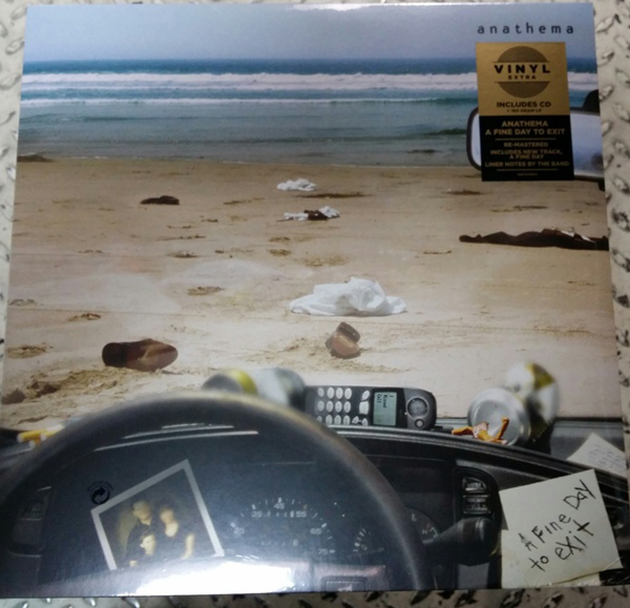 anathema
VINYL
EXTRA
INCLUDES CD
ANATHEMA
A FINE DAY TO EXIT
RE-MASTERED
INCLUDES NEW TRACK,
A FINE DAY
LINER NOTES BY THE BAND
A FINE DAY
to exit